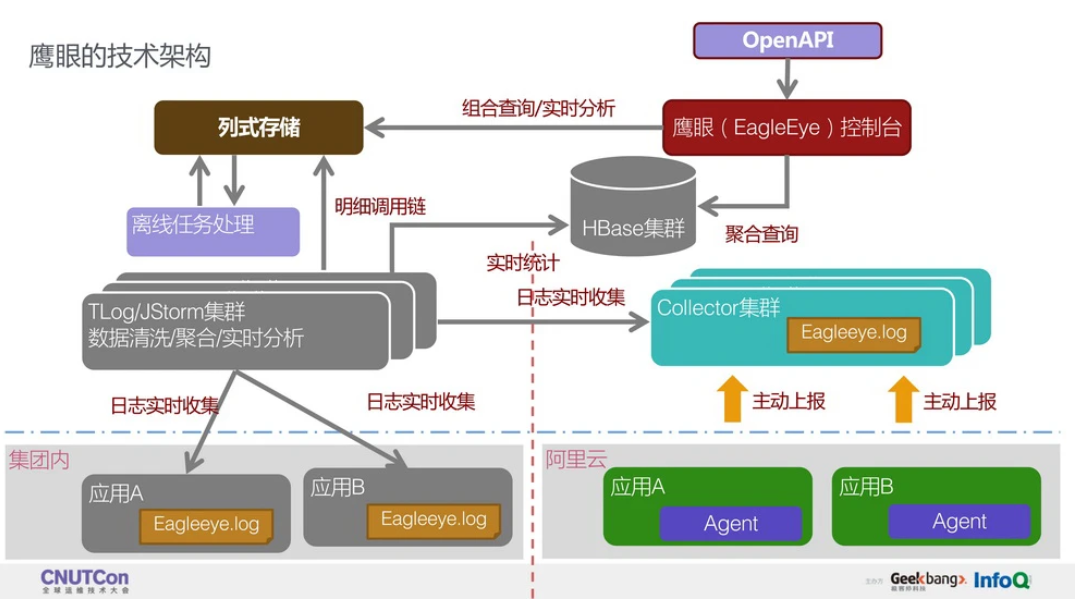 鹰眼的技术架构
OpenAPI
组合查询/实时分析
列式存储
鹰眼（EagleEye）控制台
明细调用链
离线任务处理
HBase集群
聚合查询
实时统计
日志实时收集
TLog/JStorm集群
数据清洗/聚合/实时分析
Collector集群
Eagleeye.log
日志实时收集
日志实时收集
主动上报
主动上报
集团内
应用A
Eagleeye.log
应用B
Eagleeye.log
阿里云
应用A
Agent
应用B
Agent
CNUTCon
全球运维技术大会
主办方
Geekbang>.
极客邦科技
InfoQ